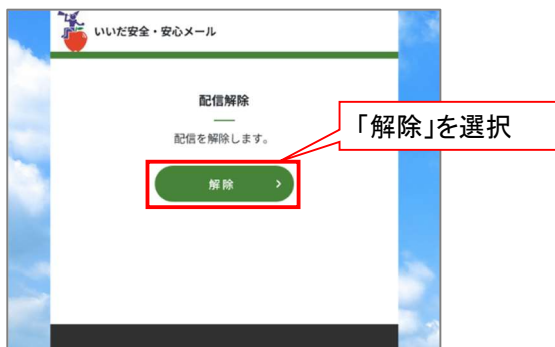 いいだ安全・安心メール
配信解除
配信を解除します。
「解除」を選択
解除